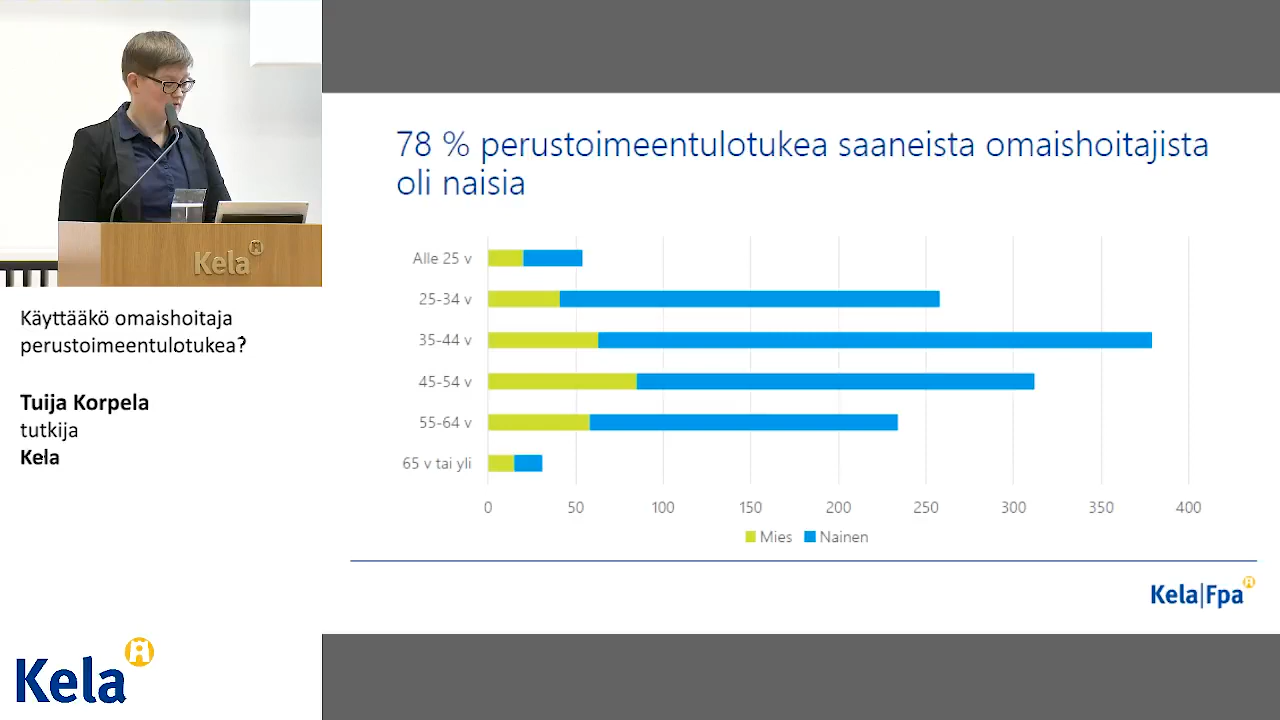 Kela
Käyttääkö omaishoitaja
perustoimeentulotukea?
Tuija Korpela
tutkija
Kela
Kela
78 % perustoimeentulotukea saaneista omaishoitajista
oli naisia
Alle 25 v
25-34 v
35-44 v
45-54 v
55-64 v
65 v tai yli
0 50 100 150 200 250 300 350 400
Mies Nainen
Kela|Fpa